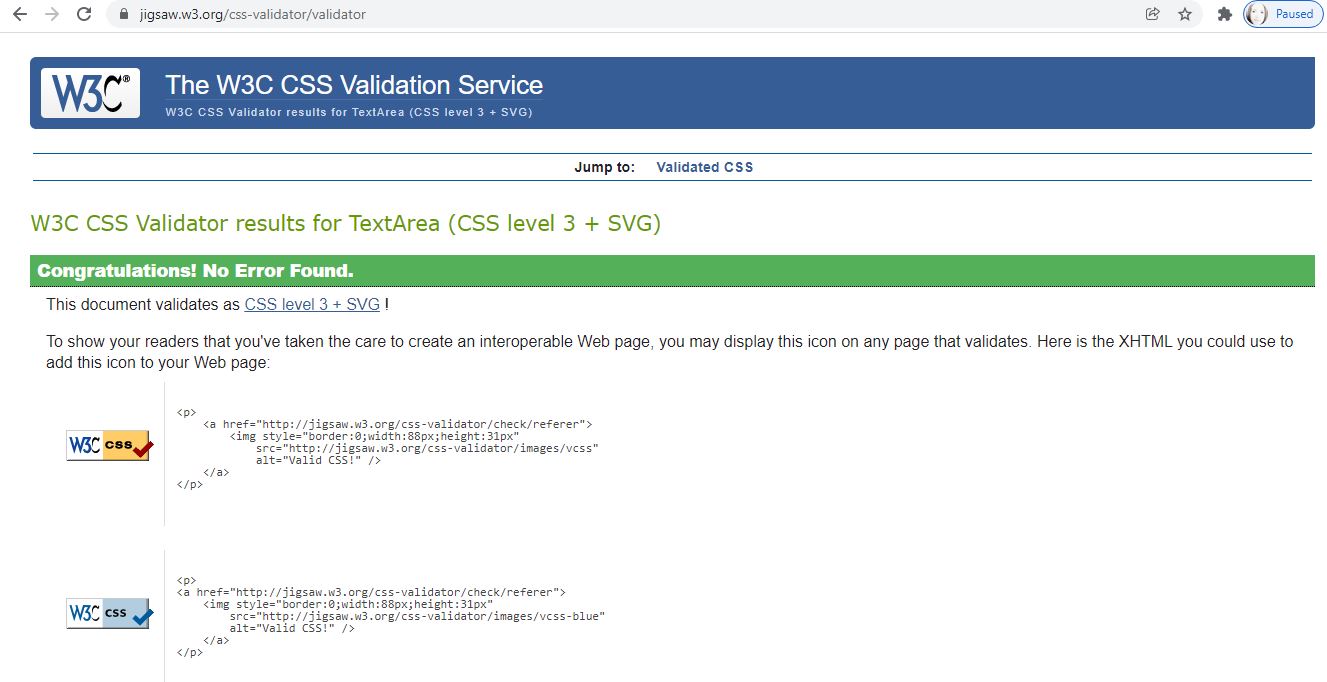 jigsaw.w3.org/css-validator/validator
Paused
W3C®
The W3C CSS Validation Service
W3C CSS Validator results for TextArea (CSS level 3 + SVG)
Jump to: Validated CSS
W3C CSS Validator results for TextArea (CSS level 3 + SVG)
Congratulations! No Error Found.
This document validates as CSS level 3 + SVG !
To show your readers that you've taken the care to create an interoperable Web page, you may display this icon on any page that validates. Here is the XHTML you could use to
add this icon to your Web page:
W3C css
<p>
    <a href="http://jigsaw.w3.org/css-validator/check/referer">
        <img style="border:0;width:88px;height:31px"
            src="http://jigsaw.w3.org/css-validator/images/vcss"
            alt="Valid CSS!" />
    </a>
</p>
W3C css
<p>
<a href="http://jigsaw.w3.org/css-validator/check/referer">
    <img style="border:0;width:88px;height:31px"
        src="http://jigsaw.w3.org/css-validator/images/vcss-blue"
        alt="Valid CSS!" />
    </a>
</p>